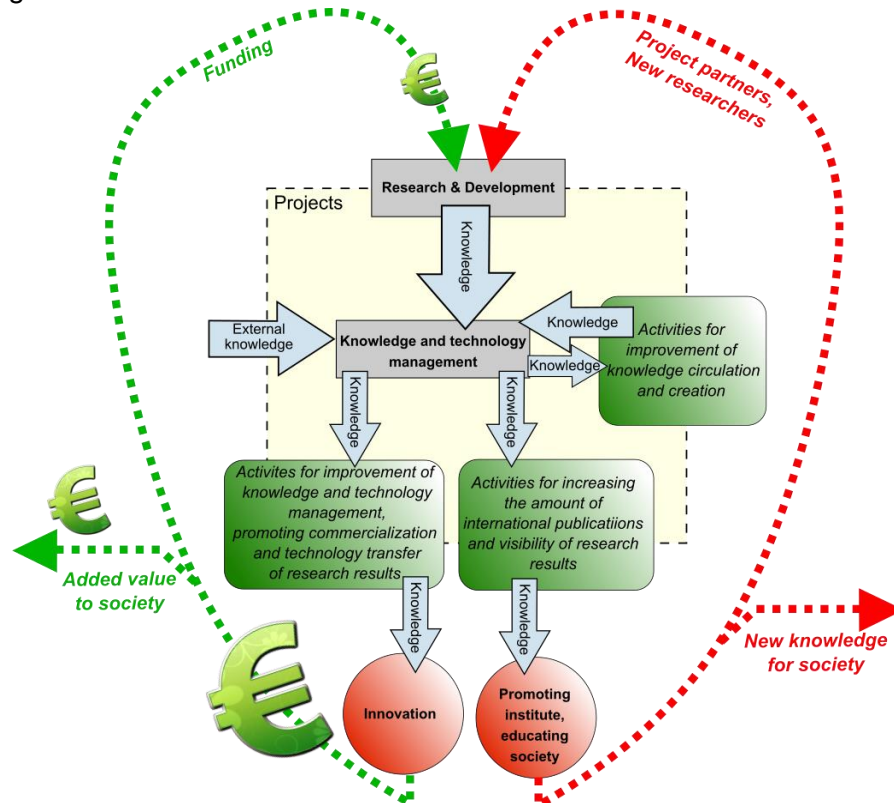 g
Funding
€
Project partners,
New researchers
Research & Development
Projects
Knowledge
External
knowledge
Knowledge and technology
management
Knowledge
Knowledge
Activities for
improvement of
knowledge circulation
and creation
Knowledge
Knowledge
Activites for improvement of
knowledge and technology
management,
promoting commercialization
and technology transfer
of research results
Activities for increasing
the amount of
international publicatiions
and visibility of research
results
€
Added value
to society
Knowledge
Knowledge
New knowledge
for society
€
Innovation
Promoting
institute,
educating
society